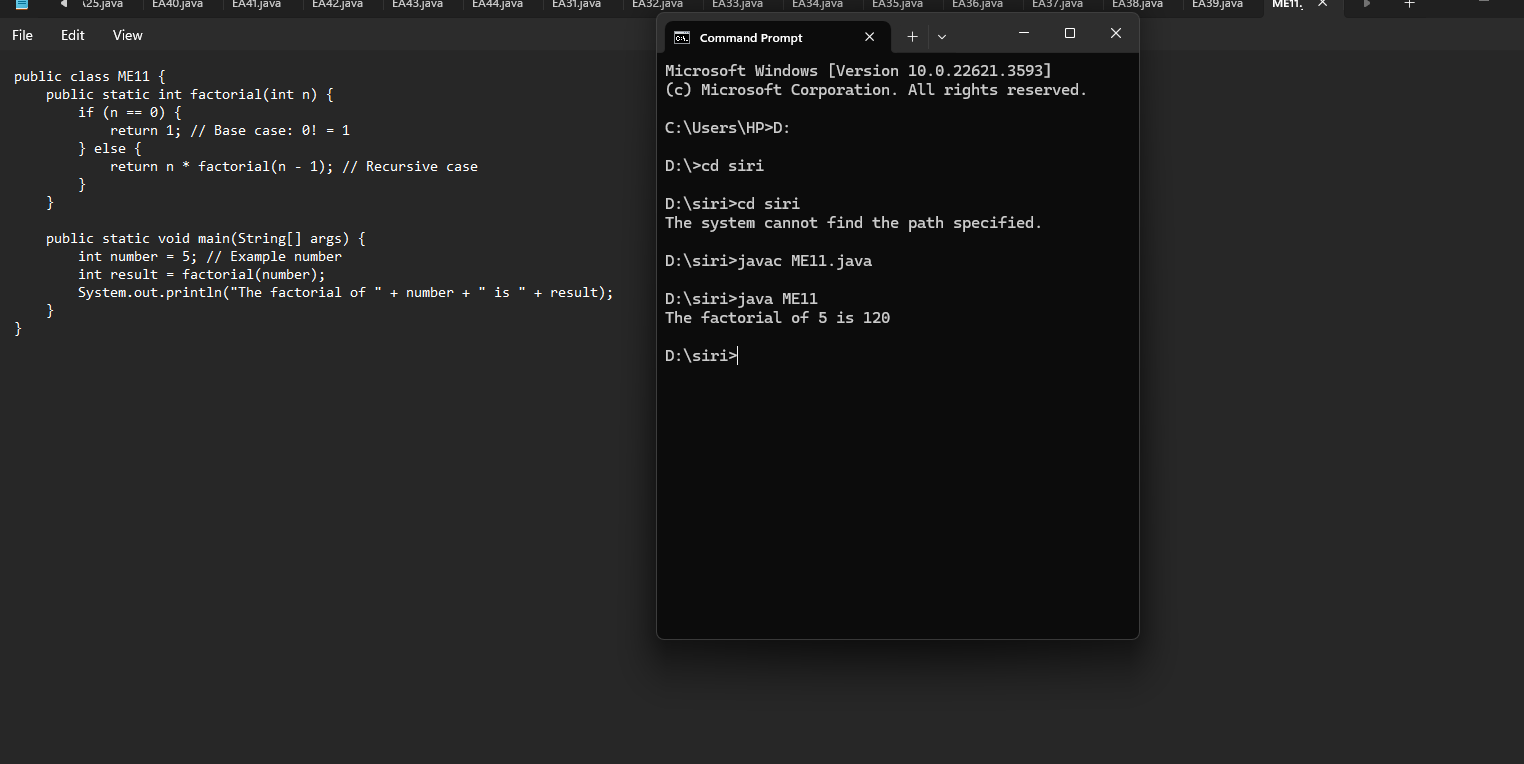 25.java EA40.java EA41.java EA42.java EA43.java EA44.java EA31.java EA32.java EA33.java EA34.java EA35.java EA36.java EA37.java EA38.java EA39.java ME11.
File Edit View
public class ME11 {
    public static int factorial(int n) {
        if (n == 0) {
            return 1; // Base case: 0! = 1
        } else {
            return n * factorial(n - 1); // Recursive case
        }
    }
    public static void main(String[] args) {
        int number = 5; // Example number
        int result = factorial(number);
        System.out.println("The factorial of " + number + " is " + result);
    }
}
Command Prompt
Microsoft Windows [Version 10.0.22621.3593]
(c) Microsoft Corporation. All rights reserved.
C:\Users\HP>D:
D:\>cd siri
D:\siri>cd siri
The system cannot find the path specified.
D:\siri>javac ME11.java
D:\siri>java ME11
The factorial of 5 is 120
D:\siri>